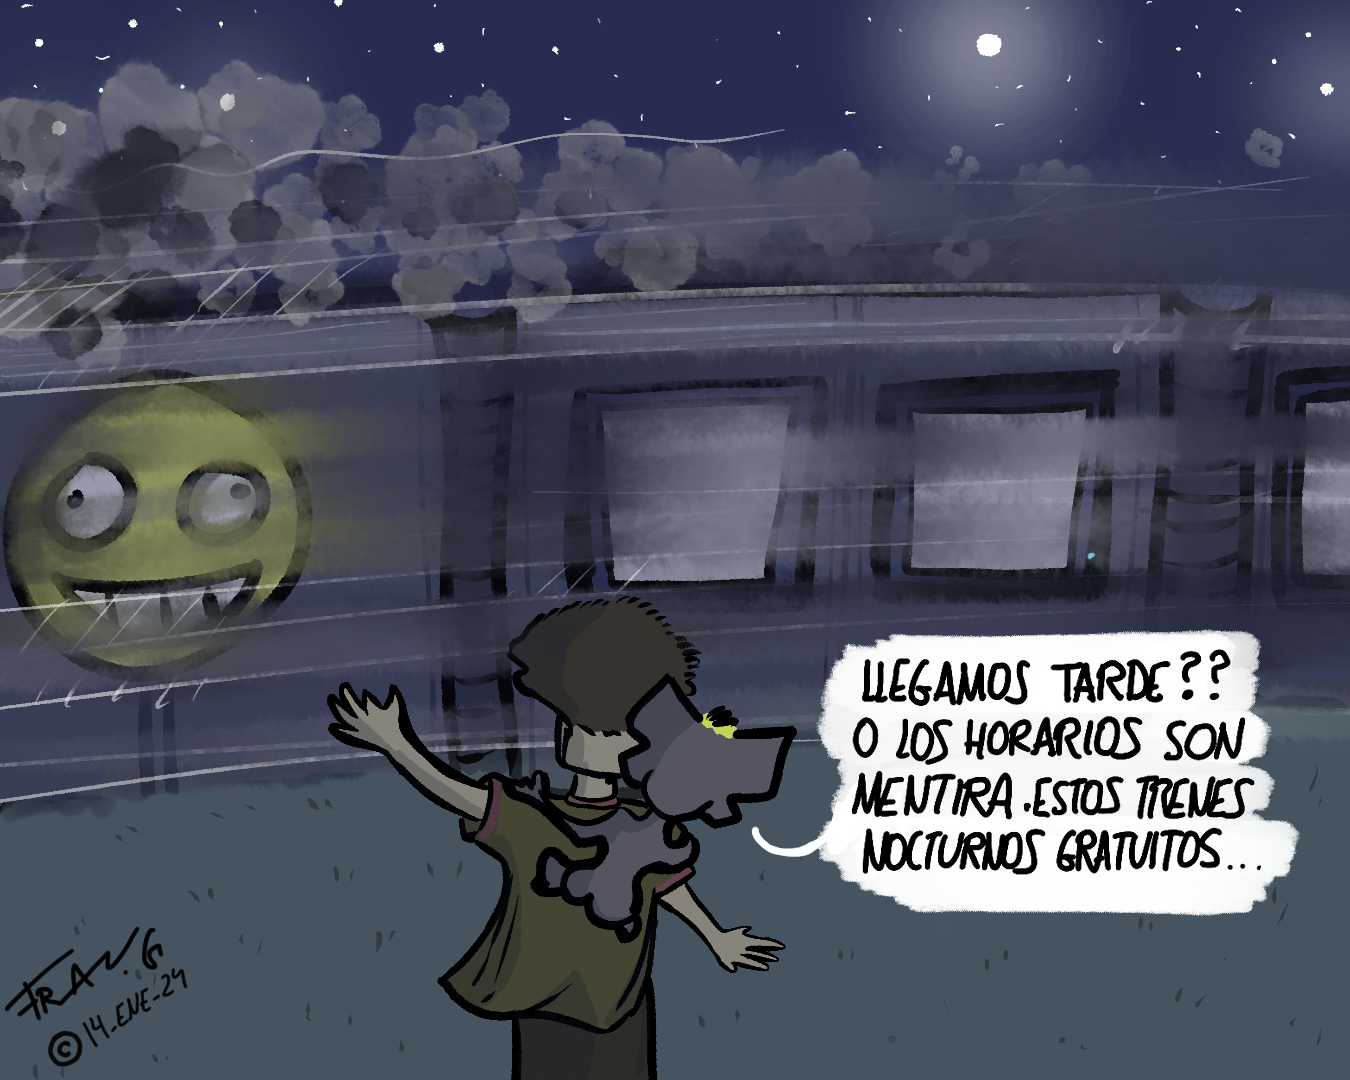 LLEGAMOS TARDE??
O LOS HORARIOS SON
MENTIRA.ESTOS TRENES
NOCTURNOS GRATUITOS...
FRAN.G
© 14-ENE-24